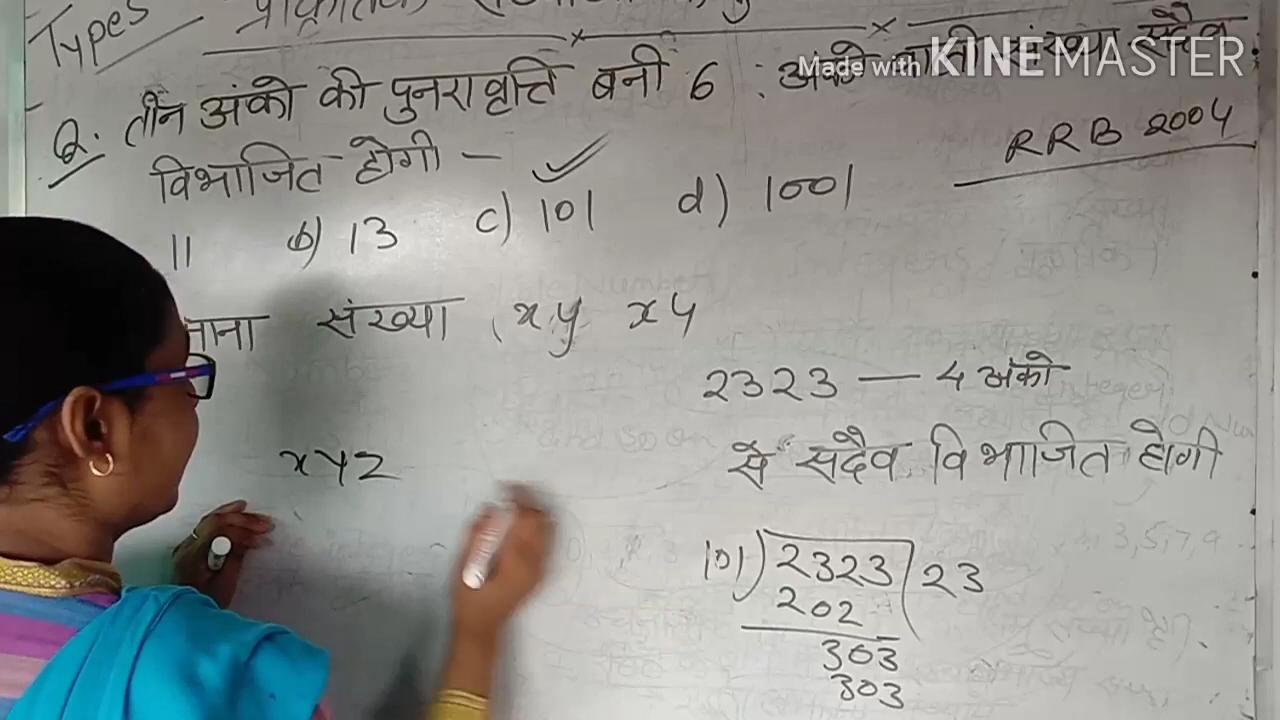 Types
Made with KINEMASTER
Q. तीन अंको की पुनरावृत्ति बनी 6 : अंको वाली संख्या सदैव
विभाजित होगी —
RRB 2004
11 b) 13 c) 101 d) 1001
माना संख्या xy xy
2323 — 4 अंको
xyz
से सदैव विभाजित होगी
101) 2323 ( 23
202
303
303